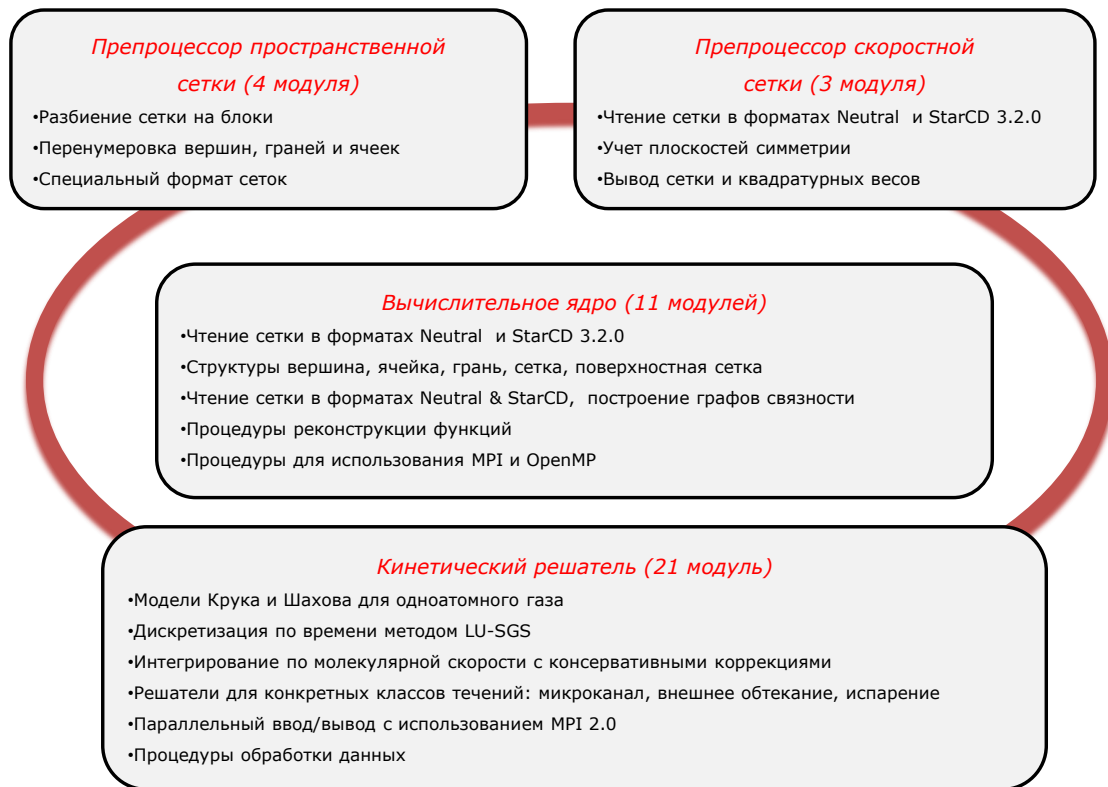 Препроцессор пространственной
сетки (4 модуля)
•Разбиение сетки на блоки
•Перенумеровка вершин, граней и ячеек
•Специальный формат сеток
Препроцессор скоростной
сетки (3 модуля)
•Чтение сетки в форматах Neutral и StarCD 3.2.0
•Учет плоскостей симметрии
•Вывод сетки и квадратурных весов
Вычислительное ядро (11 модулей)
•Чтение сетки в форматах Neutral и StarCD 3.2.0
•Структуры вершина, ячейка, грань, сетка, поверхностная сетка
•Чтение сетки в форматах Neutral & StarCD, построение графов связности
•Процедуры реконструкции функций
•Процедуры для использования MPI и OpenMP
Кинетический решатель (21 модуль)
•Модели Крука и Шахова для одноатомного газа
•Дискретизация по времени методом LU-SGS
•Интегрирование по молекулярной скорости с консервативными коррекциями
•Решатели для конкретных классов течений: микроканал, внешнее обтекание, испарение
•Параллельный ввод/вывод с использованием MPI 2.0
•Процедуры обработки данных